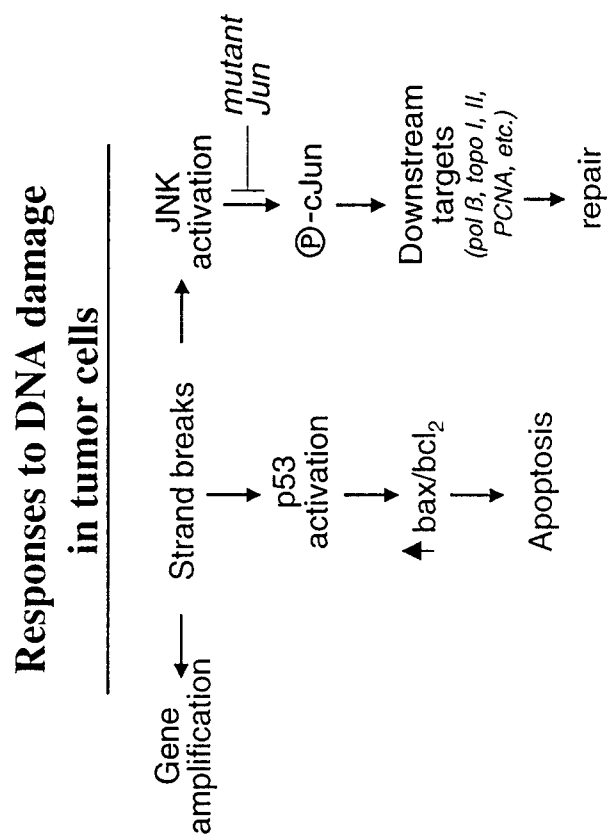 Responses to DNA damage
in tumor cells
Gene
amplification
Strand breaks
JNK
activation
mutant
Jun
p53
activation
Ⓟ-cJun
bax/bcl₂
Downstream
targets
(pol B, topo I, II,
PCNA, etc.)
Apoptosis
repair